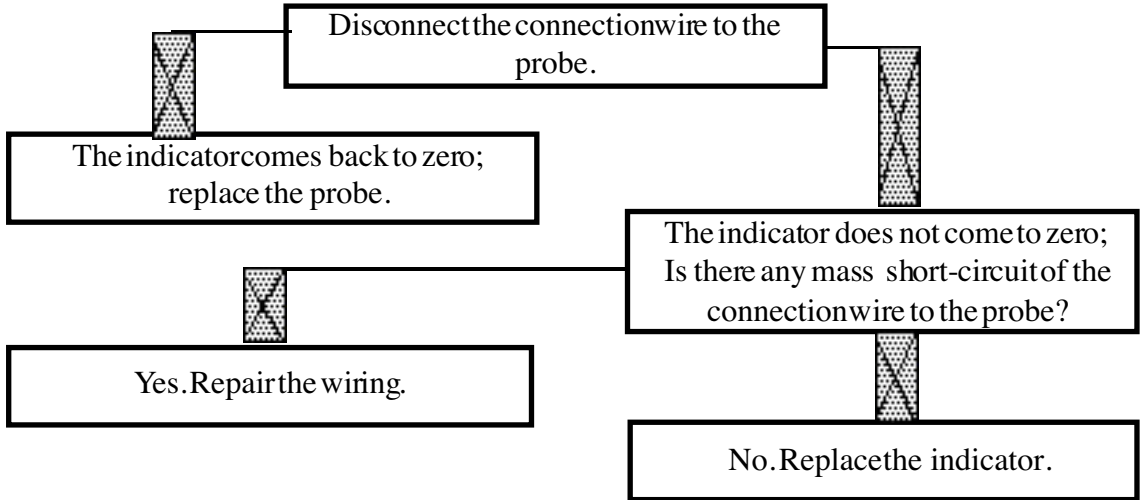 Disconnect the connection wire to the
probe.
The indicator comes back to zero;
replace the probe.
The indicator does not come to zero;
Is there any mass short-circuit of the
connection wire to the probe?
Yes. Repair the wiring.
No. Replace the indicator.